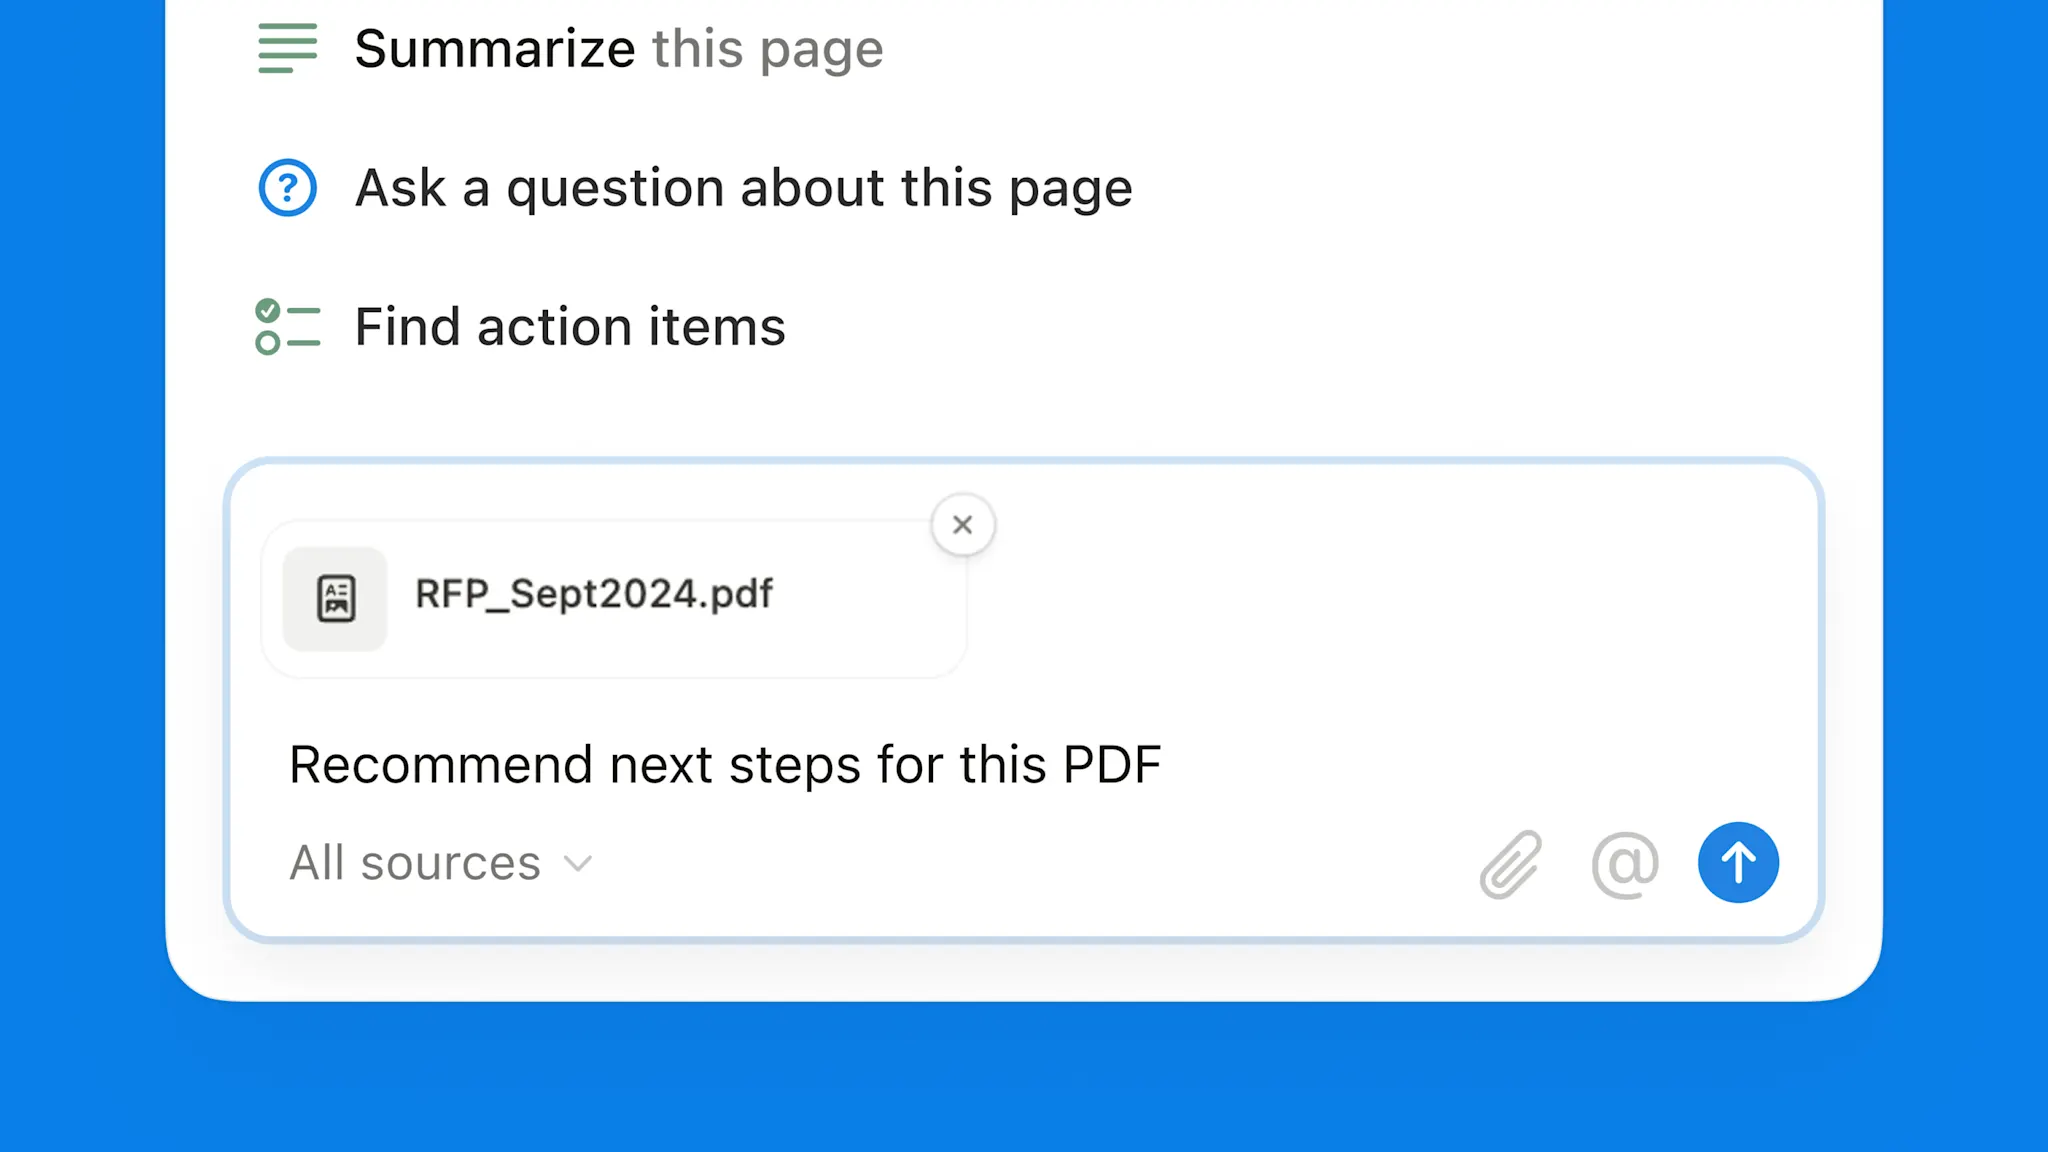 Summarize this page
Ask a question about this page
Find action items
RFP_Sept2024.pdf
Recommend next steps for this PDF
All sources